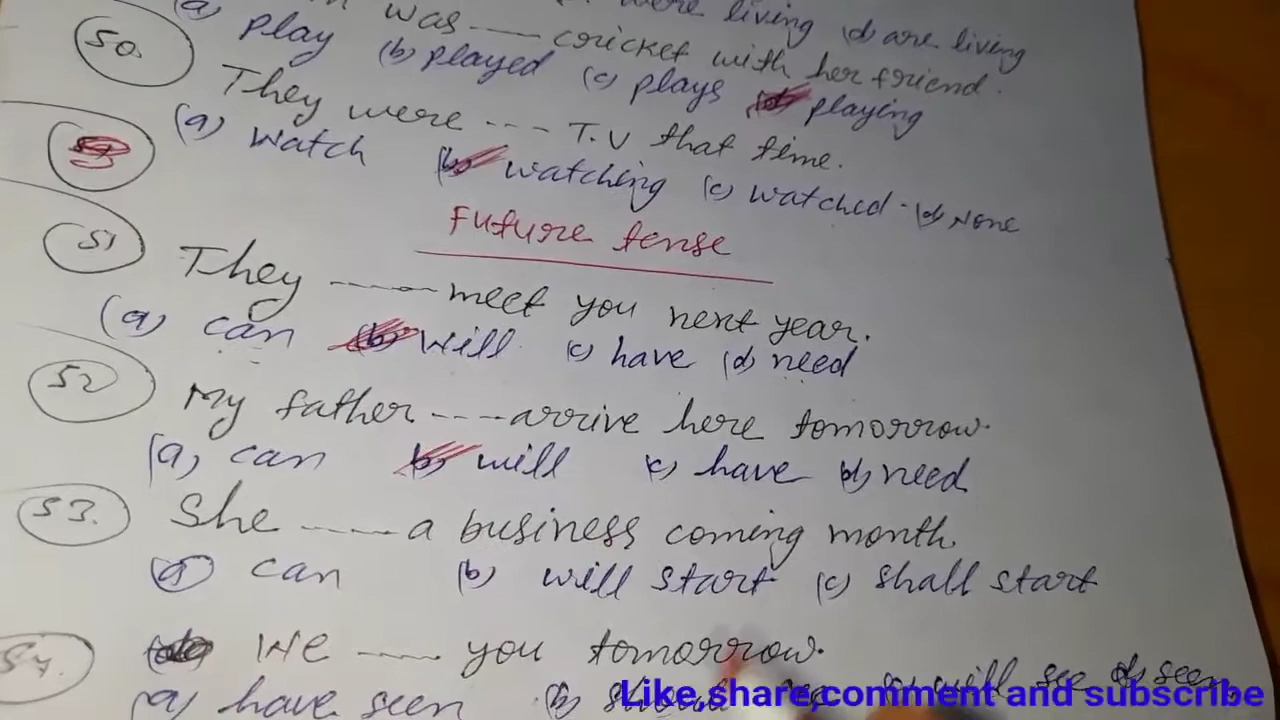 were living (d) are living
50. was ---- cricket with her friend.
(a) play (b) played (c) plays (d) playing
They were --- T.V that time.
(a) watch (b) watching (c) watched (d) None
Future tense
51 They ---- meet you next year.
(a) can (b) will (c) have (d) need
52 My father ---- arrive here tomorrow.
(a) can (b) will (c) have (d) need
53. She ---- a business coming month.
(a) can (b) will start (c) shall start
54. We ---- you tomorrow.
(a) have seen (b) (c) will see (d) seen
Like,share,comment and subscribe